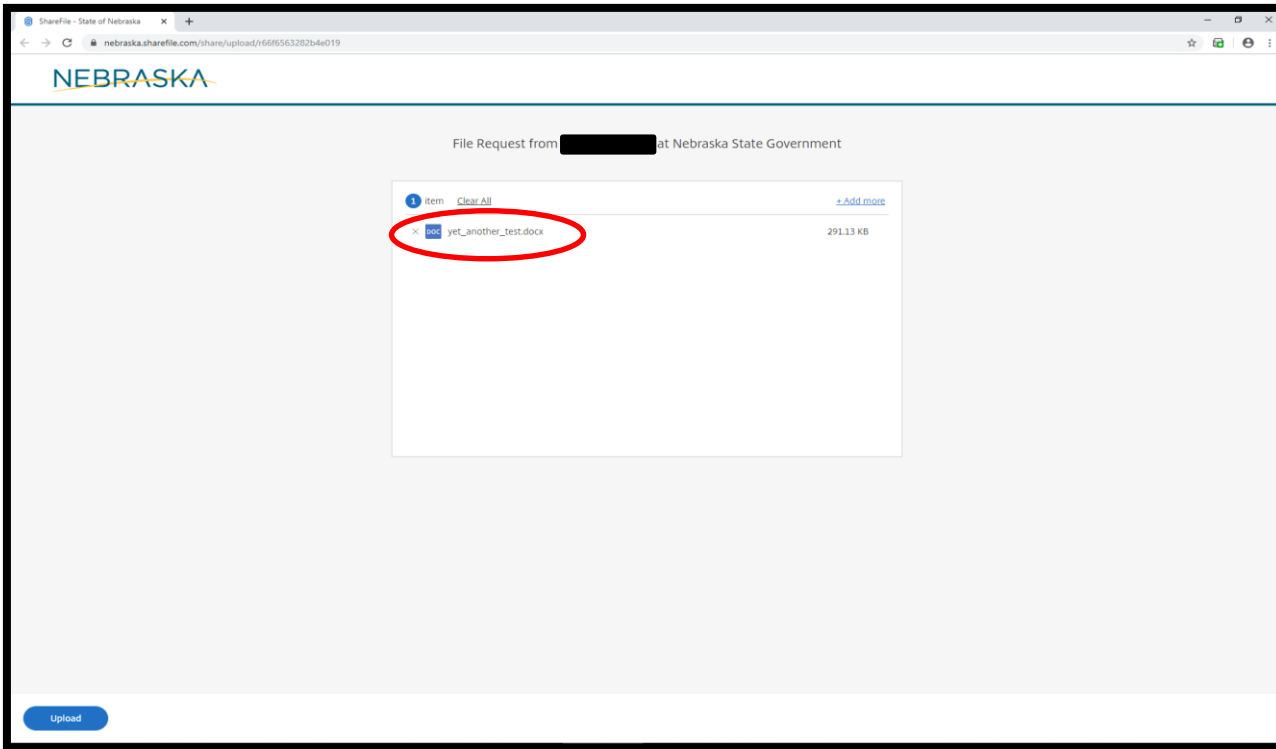 ShareFile - State of Nebraska
nebraska.sharefile.com/share/upload/r66f6563282b4e019
NEBRASKA
File Request from at Nebraska State Government
1 item Clear All + Add more
DOC yet_another_test.docx 291.13 KB
Upload